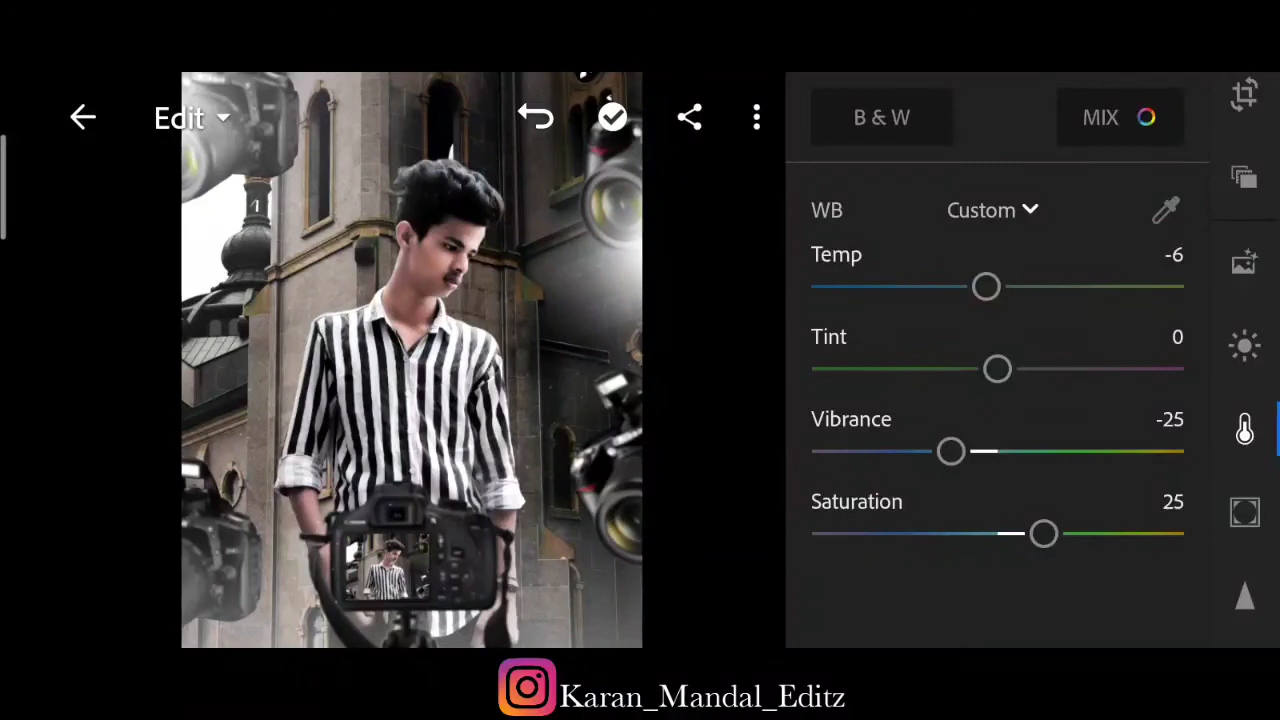 Edit
B & W
MIX
WB
Custom
Temp
-6
Tint
0
Vibrance
-25
Saturation
25
Karan_Mandal_Editz